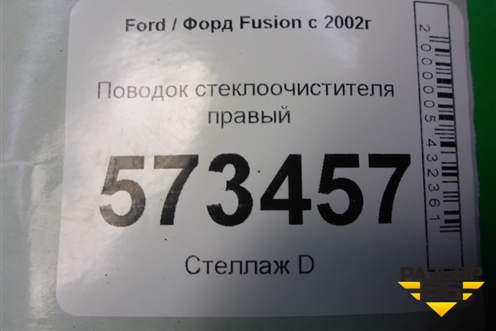 Ford / Форд Fusion с 2002г
Поводок стеклоочистителя
правый
573457
Стеллаж D
2000005432361